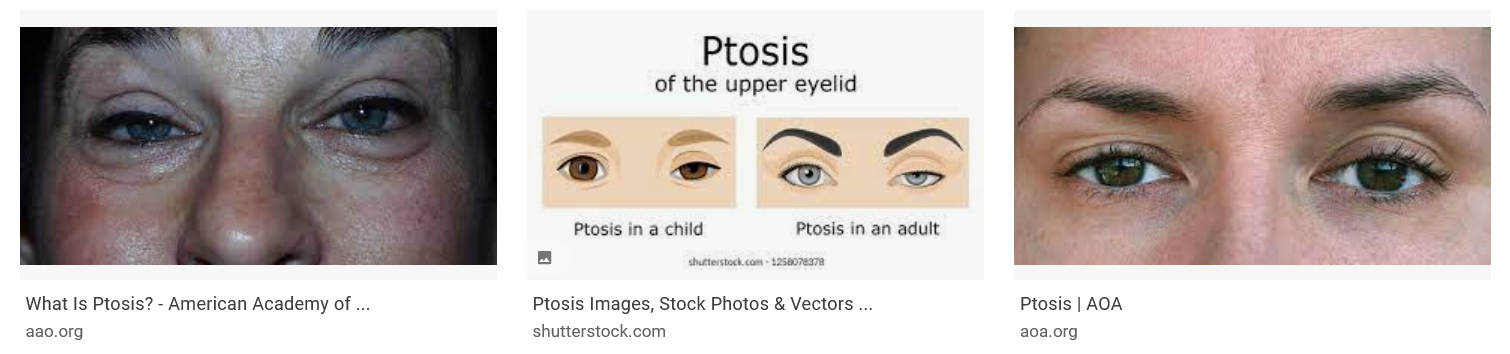 Ptosis
of the upper eyelid
Ptosis in a child
Ptosis in an adult
shutterstock.com · 1258078378
What Is Ptosis? - American Academy of ...
aao.org
Ptosis Images, Stock Photos & Vectors ...
shutterstock.com
Ptosis | AOA
aoa.org